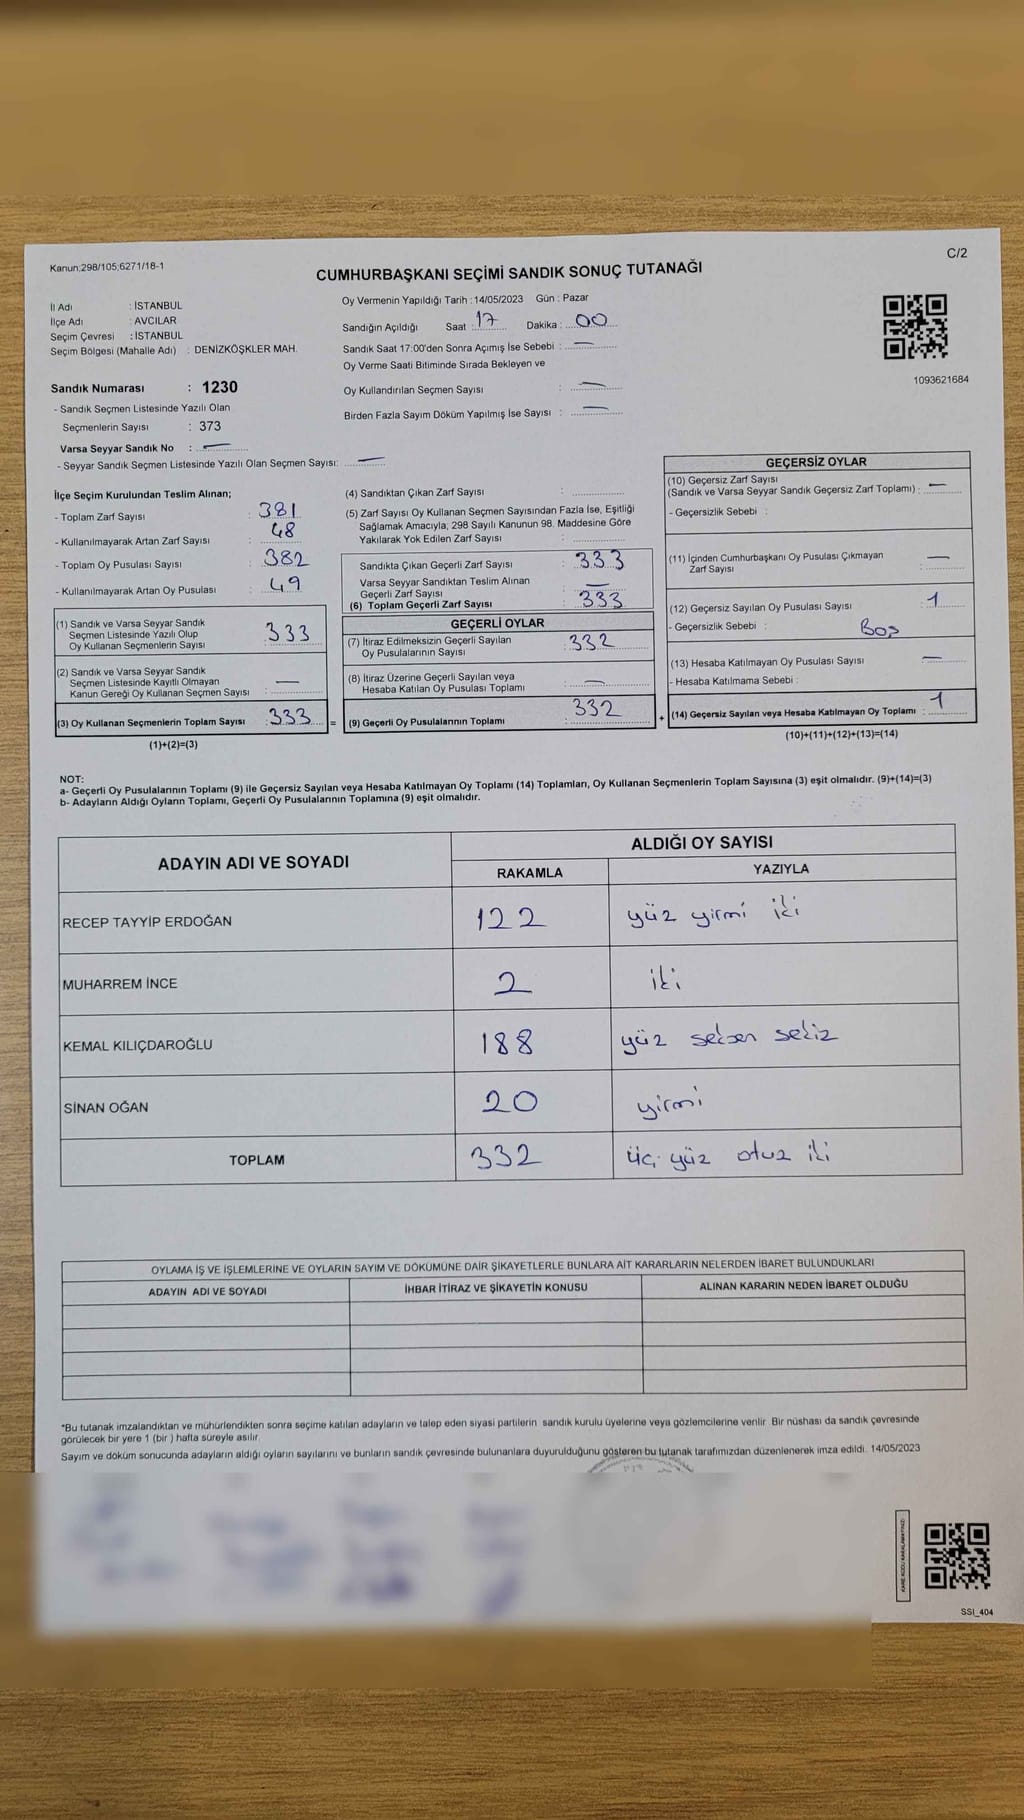 Kanun:298/105;6271/18-1
C/2
CUMHURBAŞKANI SEÇİMİ SANDIK SONUÇ TUTANAĞI
İl Adı : İSTANBUL
İlçe Adı : AVCILAR
Seçim Çevresi : İSTANBUL
Seçim Bölgesi (Mahalle Adı) : DENİZKÖŞKLER MAH.
Oy Vermenin Yapıldığı Tarih : 14/05/2023 Gün : Pazar
Sandığın Açıldığı Saat : 17 Dakika : 00
Sandık Saat 17:00'den Sonra Açımış İse Sebebi : —
Oy Verme Saati Bitiminde Sırada Bekleyen ve
Oy Kullandırılan Seçmen Sayısı : —
Birden Fazla Sayım Döküm Yapılmış İse Sayısı : —
1093621684
Sandık Numarası : 1230
- Sandık Seçmen Listesinde Yazılı Olan
Seçmenlerin Sayısı : 373
Varsa Seyyar Sandık No : —
- Seyyar Sandık Seçmen Listesinde Yazılı Olan Seçmen Sayısı: —
İlçe Seçim Kurulundan Teslim Alınan;
- Toplam Zarf Sayısı : 381
- Kullanılmayarak Artan Zarf Sayısı : 48
- Toplam Oy Pusulası Sayısı : 382
- Kullanılmayarak Artan Oy Pusulası : 49
(1) Sandık ve Varsa Seyyar Sandık
Seçmen Listesinde Yazılı Olup
Oy Kullanan Seçmenlerin Sayısı : 333
(2) Sandık ve Varsa Seyyar Sandık
Seçmen Listesinde Kayıtlı Olmayan
Kanun Gereği Oy Kullanan Seçmen Sayısı : —
(3) Oy Kullanan Seçmenlerin Toplam Sayısı : 333 =
(1)+(2)=(3)
(4) Sandıktan Çıkan Zarf Sayısı :
(5) Zarf Sayısı Oy Kullanan Seçmen Sayısından Fazla İse, Eşitliği
Sağlamak Amacıyla, 298 Sayılı Kanunun 98. Maddesine Göre
Yakılarak Yok Edilen Zarf Sayısı :
Sandıkta Çıkan Geçerli Zarf Sayısı : 333
Varsa Seyyar Sandıktan Teslim Alınan
Geçerli Zarf Sayısı : —
(6) Toplam Geçerli Zarf Sayısı : 333
GEÇERLİ OYLAR
(7) İtiraz Edilmeksizin Geçerli Sayılan
Oy Pusulalarının Sayısı : 332
(8) İtiraz Üzerine Geçerli Sayılan veya
Hesaba Katılan Oy Pusulası Toplamı : —
(9) Geçerli Oy Pusulalarının Toplamı : 332 +
GEÇERSİZ OYLAR
(10) Geçersiz Zarf Sayısı
(Sandık ve Varsa Seyyar Sandık Geçersiz Zarf Toplamı) : —
- Geçersizlik Sebebi :
(11) İçinden Cumhurbaşkanı Oy Pusulası Çıkmayan
Zarf Sayısı : —
(12) Geçersiz Sayılan Oy Pusulası Sayısı : 1
- Geçersizlik Sebebi : Boş
(13) Hesaba Katılmayan Oy Pusulası Sayısı : —
- Hesaba Katılmama Sebebi :
(14) Geçersiz Sayılan veya Hesaba Katılmayan Oy Toplamı : 1
(10)+(11)+(12)+(13)=(14)
NOT:
a- Geçerli Oy Pusulalarının Toplamı (9) ile Geçersiz Sayılan veya Hesaba Katılmayan Oy Toplamı (14) Toplamları, Oy Kullanan Seçmenlerin Toplam Sayısına (3) eşit olmalıdır. (9)+(14)=(3)
b- Adayların Aldığı Oyların Toplamı, Geçerli Oy Pusulalarının Toplamına (9) eşit olmalıdır.
ADAYIN ADI VE SOYADI ALDIĞI OY SAYISI
RAKAMLA YAZIYLA
RECEP TAYYİP ERDOĞAN 122 yüz yirmi iki
MUHARREM İNCE 2 iki
KEMAL KILIÇDAROĞLU 188 yüz seksen sekiz
SİNAN OĞAN 20 yirmi
TOPLAM 332 üç yüz otuz iki
OYLAMA İŞ VE İŞLEMLERİNE VE OYLARIN SAYIM VE DÖKÜMÜNE DAİR ŞİKAYETLERLE BUNLARA AİT KARARLARIN NELERDEN İBARET BULUNDUKLARI
ADAYIN ADI VE SOYADI İHBAR İTİRAZ VE ŞİKAYETİN KONUSU ALINAN KARARIN NEDEN İBARET OLDUĞU
*Bu tutanak imzalandıktan ve mühürlendikten sonra seçime katılan adayların ve talep eden siyasi partilerin sandık kurulu üyelerine veya gözlemcilerine verilir. Bir nüshası da sandık çevresinde
görülecek bir yere 1 (bir ) hafta süreyle asılır.
Sayım ve döküm sonucunda adayların aldığı oyların sayılarını ve bunların sandık çevresinde bulunanlara duyurulduğunu gösteren bu tutanak tarafımızdan düzenlenerek imza edildi. 14/05/2023
SSI_404